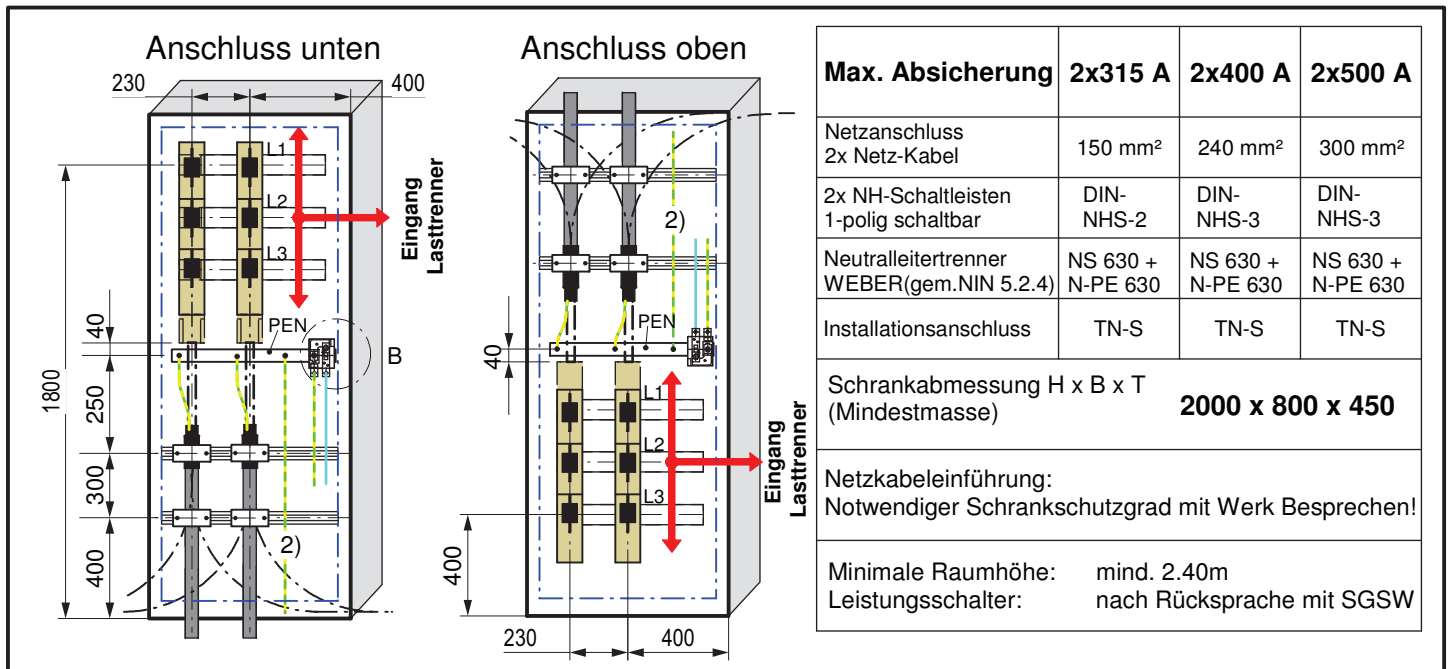 Anschluss unten
230
400
L1
L2
L3
Eingang
Lasttrenner
40
PEN
B
1800
250
300
400
2)
Anschluss oben
2)
PEN
40
L1
L2
L3
Eingang
Lasttrenner
400
230
400
Max. Absicherung 2x315 A 2x400 A 2x500 A
Netzanschluss
2x Netz-Kabel 150 mm² 240 mm² 300 mm²
2x NH-Schaltleisten DIN- DIN- DIN-
1-polig schaltbar NHS-2 NHS-3 NHS-3
Neutralleitertrenner NS 630 + NS 630 + NS 630 +
WEBER(gem.NIN 5.2.4) N-PE 630 N-PE 630 N-PE 630
Installationsanschluss TN-S TN-S TN-S
Schrankabmessung H x B x T
(Mindestmasse) 2000 x 800 x 450
Netzkabeleinführung:
Notwendiger Schrankschutzgrad mit Werk Besprechen!
Minimale Raumhöhe: mind. 2.40m
Leistungsschalter: nach Rücksprache mit SGSW